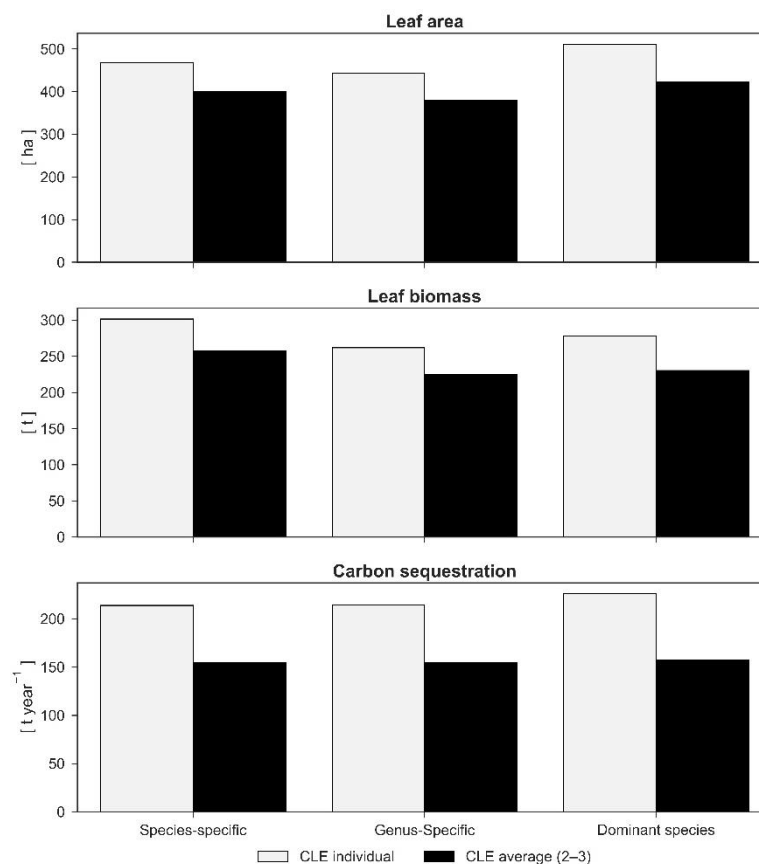 Leaf area
500
400
300
200
100
0
[ ha ]
Leaf biomass
300
250
200
150
100
50
0
[ t ]
Carbon sequestration
200
150
100
50
0
[ t year⁻¹ ]
Species-specific Genus-Specific Dominant species
CLE individual CLE average (2–3)